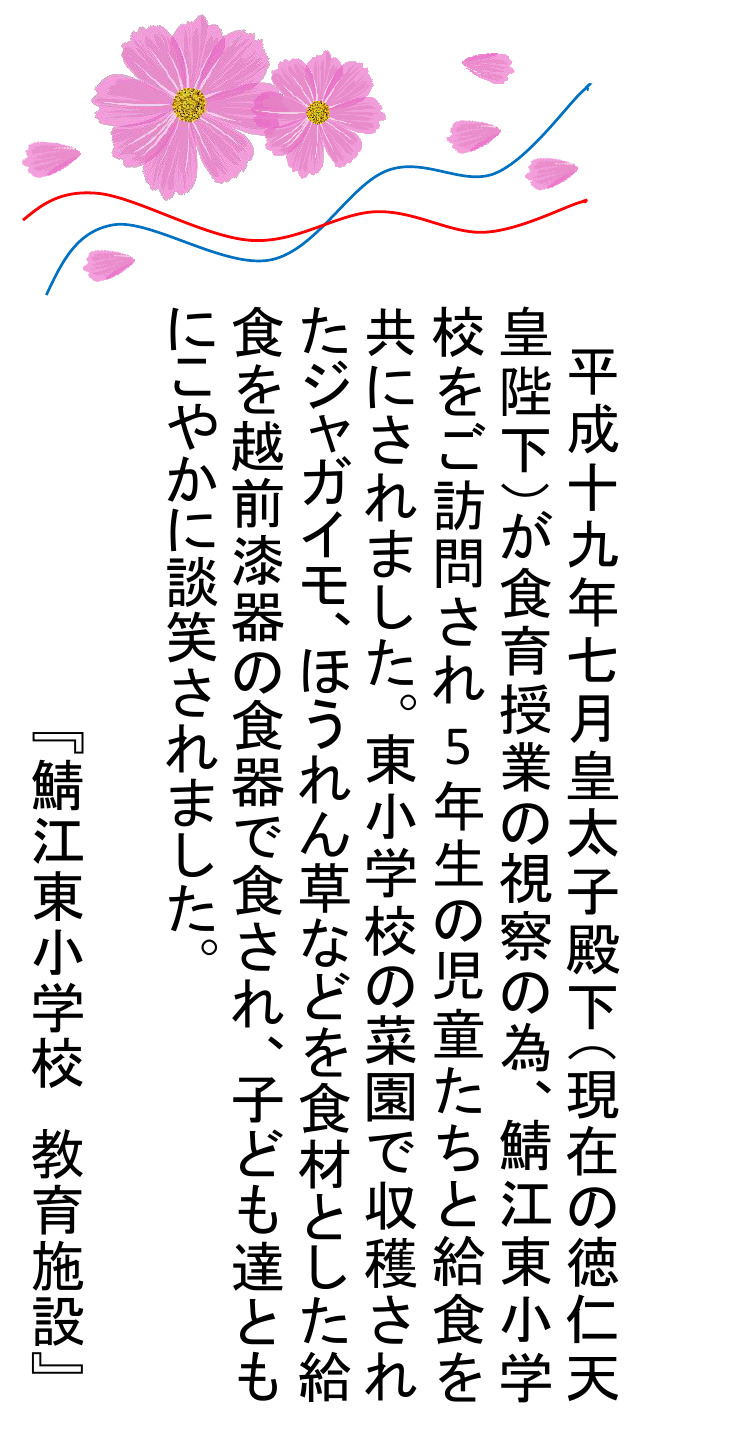 平成十九年七月皇太子殿下(現在の徳仁天
皇陛下)が食育授業の視察の為、鯖江東小学
校をご訪問され5年生の児童たちと給食を
共にされました。東小学校の菜園で収穫され
たジャガイモ、ほうれん草などを食材とした給
食を越前漆器の食器で食され、子ども達とも
にこやかに談笑されました。
『鯖江東小学校 教育施設』